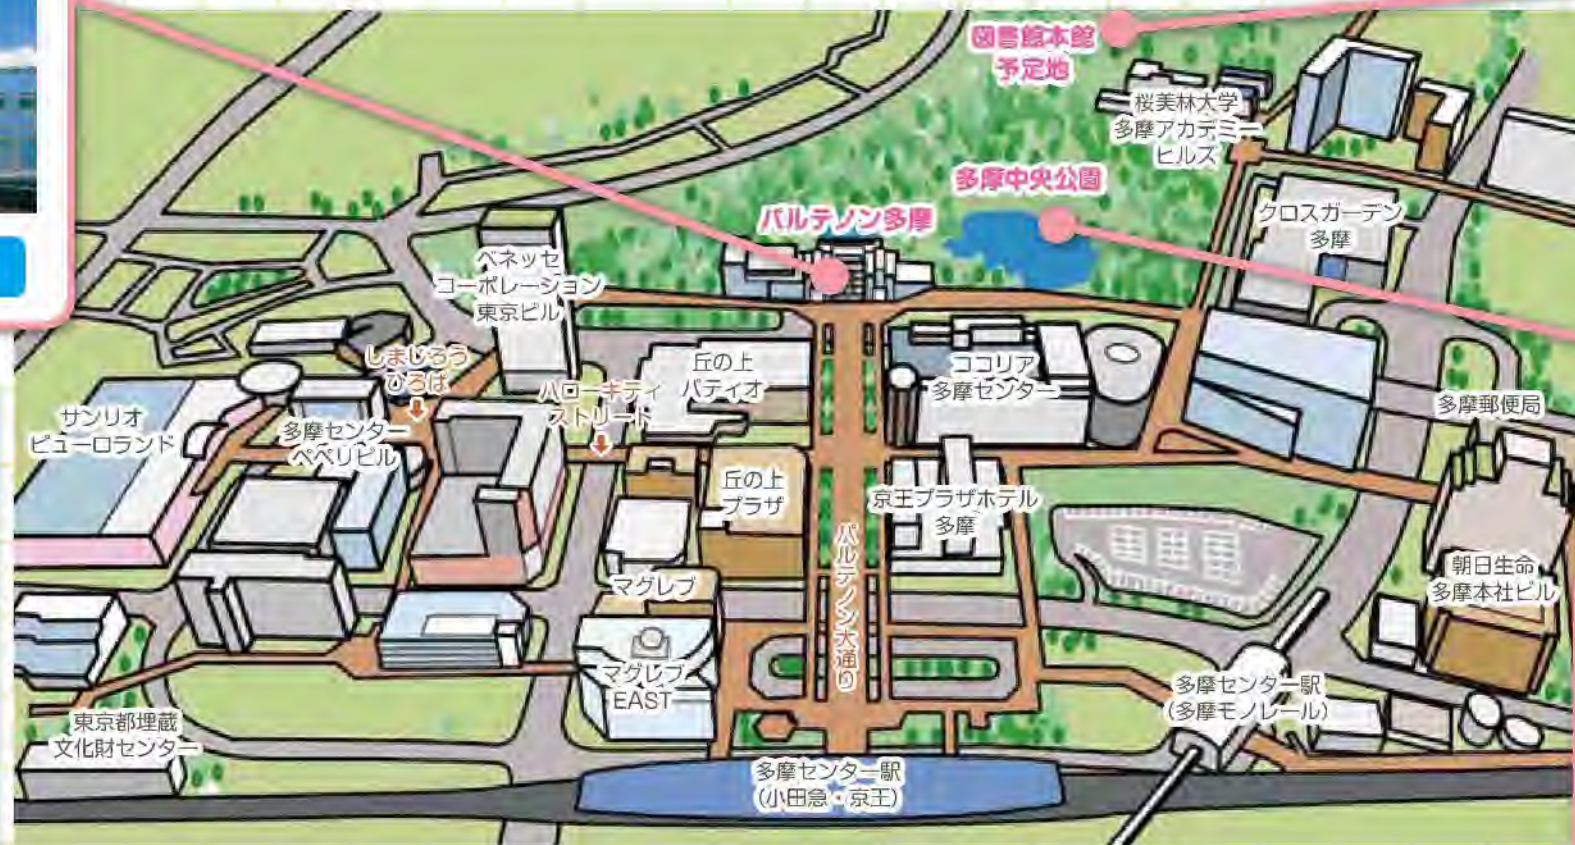 図書館本館
予定地
桜美林大学
多摩アカデミー
ヒルズ
多摩中央公園
パルテノン多摩
クロスガーデン
多摩
ベネッセ
コーポレーション
東京ビル
しまじろう
ひろば
ハローキティ
ストリート
丘の上
パティオ
ココリア
多摩センター
多摩郵便局
サンリオ
ピューロランド
多摩センター
ペペリビル
丘の上
プラザ
京王プラザホテル
多摩
パルテノン大通り
マグレブ
朝日生命
多摩本社ビル
マグレブ
EAST
多摩センター駅
（多摩モノレール）
東京都埋蔵
文化財センター
多摩センター駅
（小田急・京王）